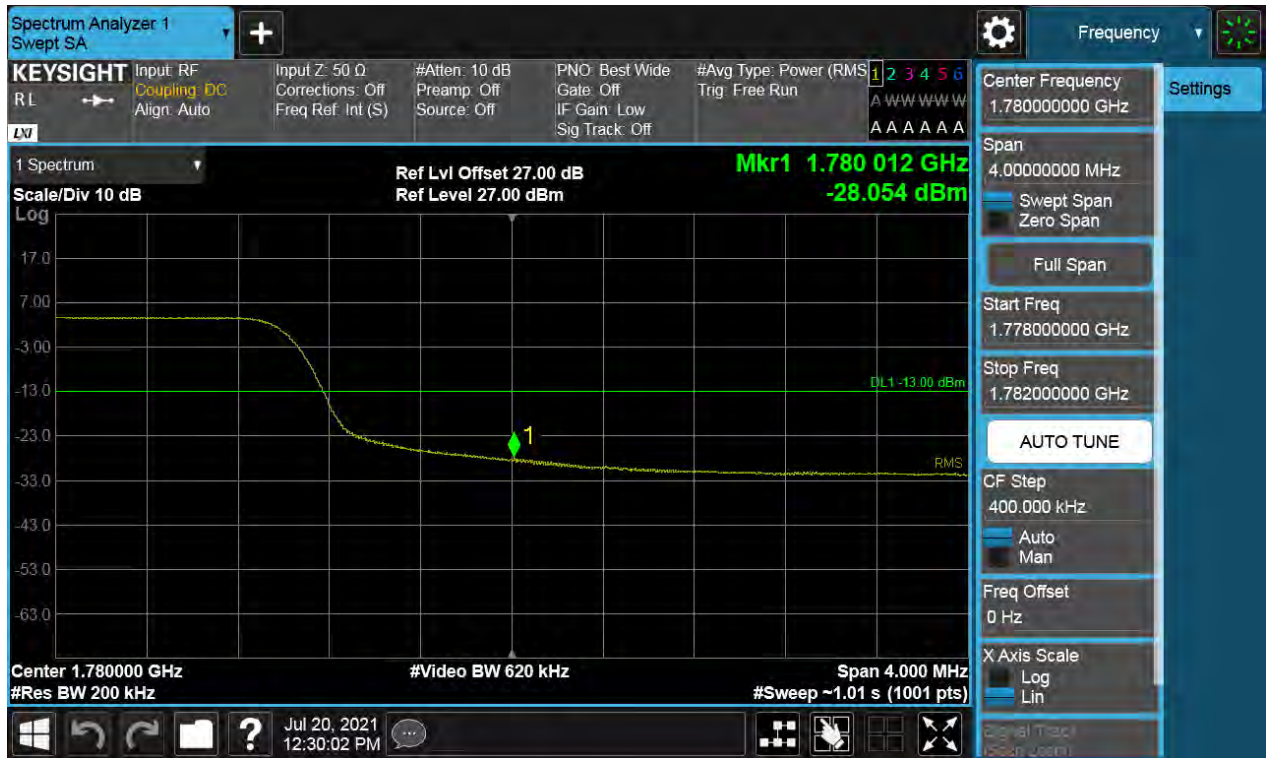 Spectrum Analyzer 1
Swept SA
+
Frequency
KEYSIGHT
RL
LXI
Input: RF
Coupling: DC
Align: Auto
Input Z: 50 Ω
Corrections: Off
Freq Ref: Int (S)
#Atten: 10 dB
Preamp: Off
Source: Off
PNO: Best Wide
Gate: Off
IF Gain: Low
Sig Track: Off
#Avg Type: Power (RMS
Trig: Free Run
1 2 3 4 5 6
A W W W W W
A A A A A A
1 Spectrum
Scale/Div 10 dB
Ref Lvl Offset 27.00 dB
Ref Level 27.00 dBm
Mkr1 1.780 012 GHz
-28.054 dBm
Log
17.0
7.00
-3.00
-13.0
-23.0
-33.0
-43.0
-53.0
-63.0
DL1 -13.00 dBm
1
RMS
Center 1.780000 GHz
#Res BW 200 kHz
#Video BW 620 kHz
Span 4.000 MHz
#Sweep ~1.01 s (1001 pts)
Center Frequency
1.780000000 GHz
Settings
Span
4.00000000 MHz
Swept Span
Zero Span
Full Span
Start Freq
1.778000000 GHz
Stop Freq
1.782000000 GHz
AUTO TUNE
CF Step
400.000 kHz
Auto
Man
Freq Offset
0 Hz
X Axis Scale
Log
Lin
Signal Track
(Span Zoom)
?
Jul 20, 2021
12:30:02 PM